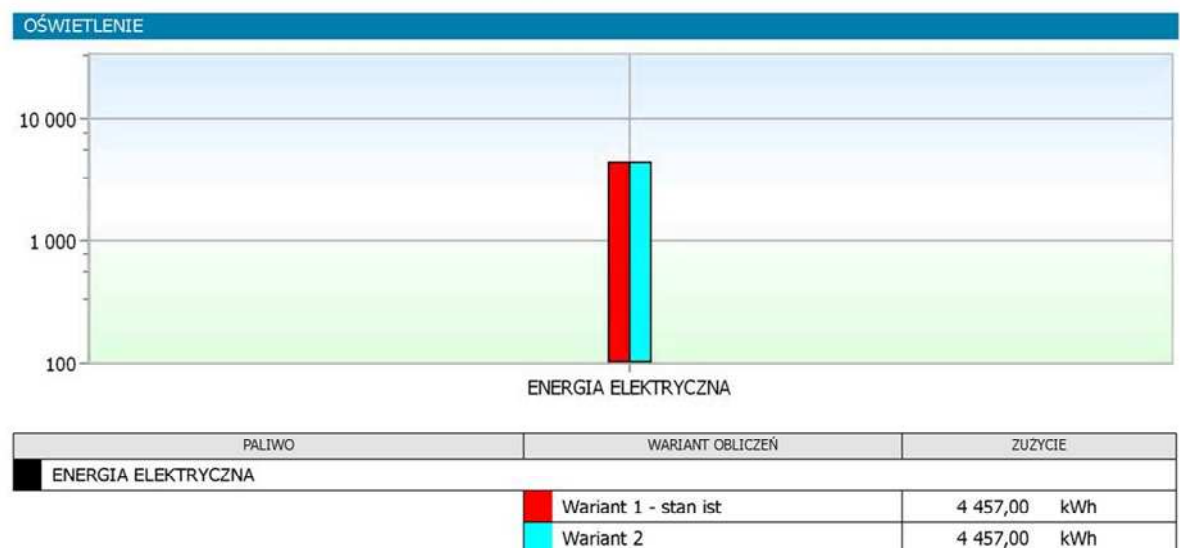 OŚWIETLENIE
10 000
1 000
100
ENERGIA ELEKTRYCZNA
PALIWO WARIANT OBLICZEŃ ZUZYCIE
ENERGIA ELEKTRYCZNA
Wariant 1 - stan ist 4 457,00 kWh
Wariant 2 4 457,00 kWh